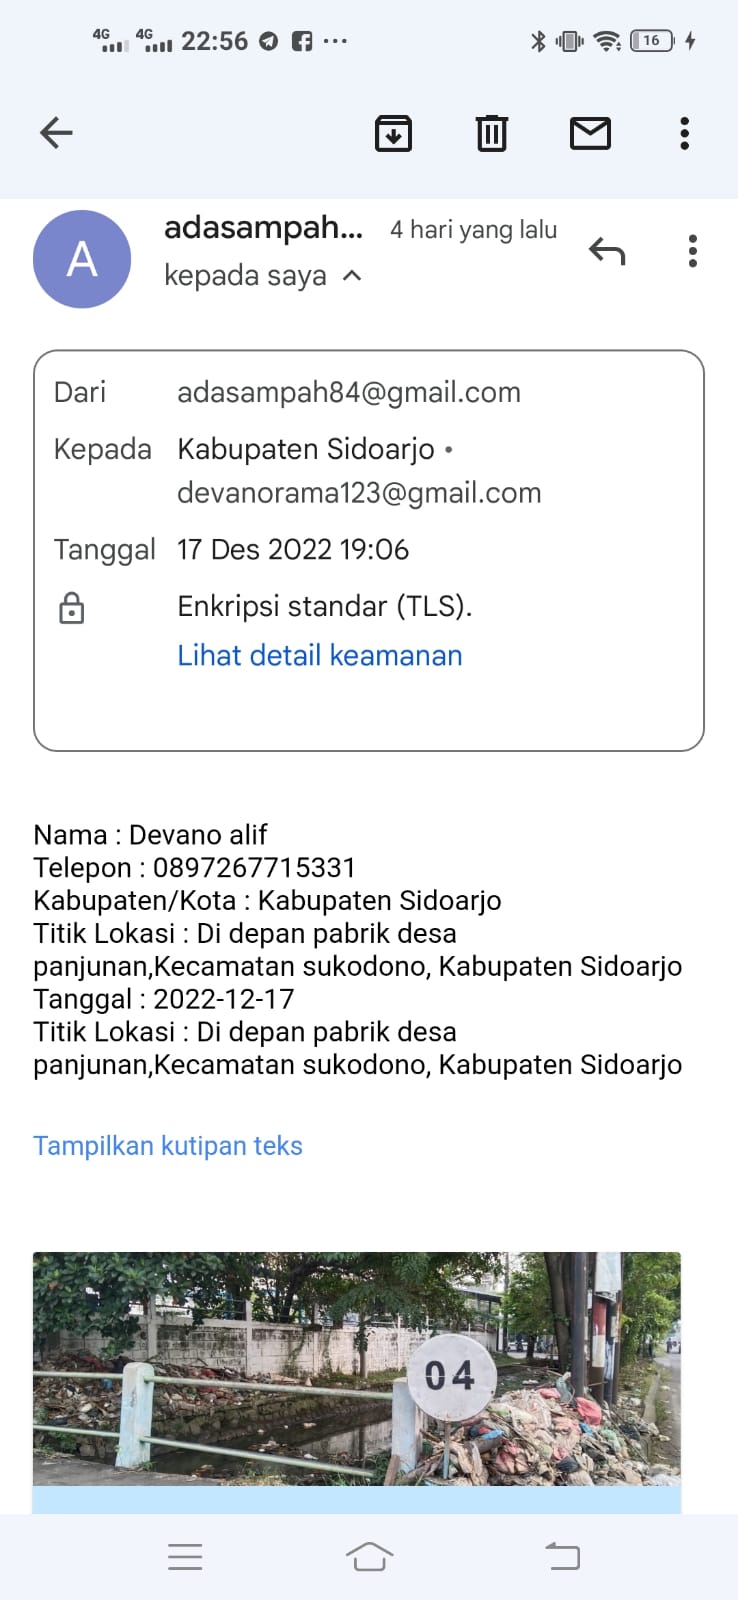 4G 4G 22:56 16
A adasampah... 4 hari yang lalu
kepada saya
Dari adasampah84@gmail.com
Kepada Kabupaten Sidoarjo •
devanorama123@gmail.com
Tanggal 17 Des 2022 19:06
Enkripsi standar (TLS).
Lihat detail keamanan
Nama : Devano alif
Telepon : 0897267715331
Kabupaten/Kota : Kabupaten Sidoarjo
Titik Lokasi : Di depan pabrik desa
panjunan,Kecamatan sukodono, Kabupaten Sidoarjo
Tanggal : 2022-12-17
Titik Lokasi : Di depan pabrik desa
panjunan,Kecamatan sukodono, Kabupaten Sidoarjo
Tampilkan kutipan teks
04